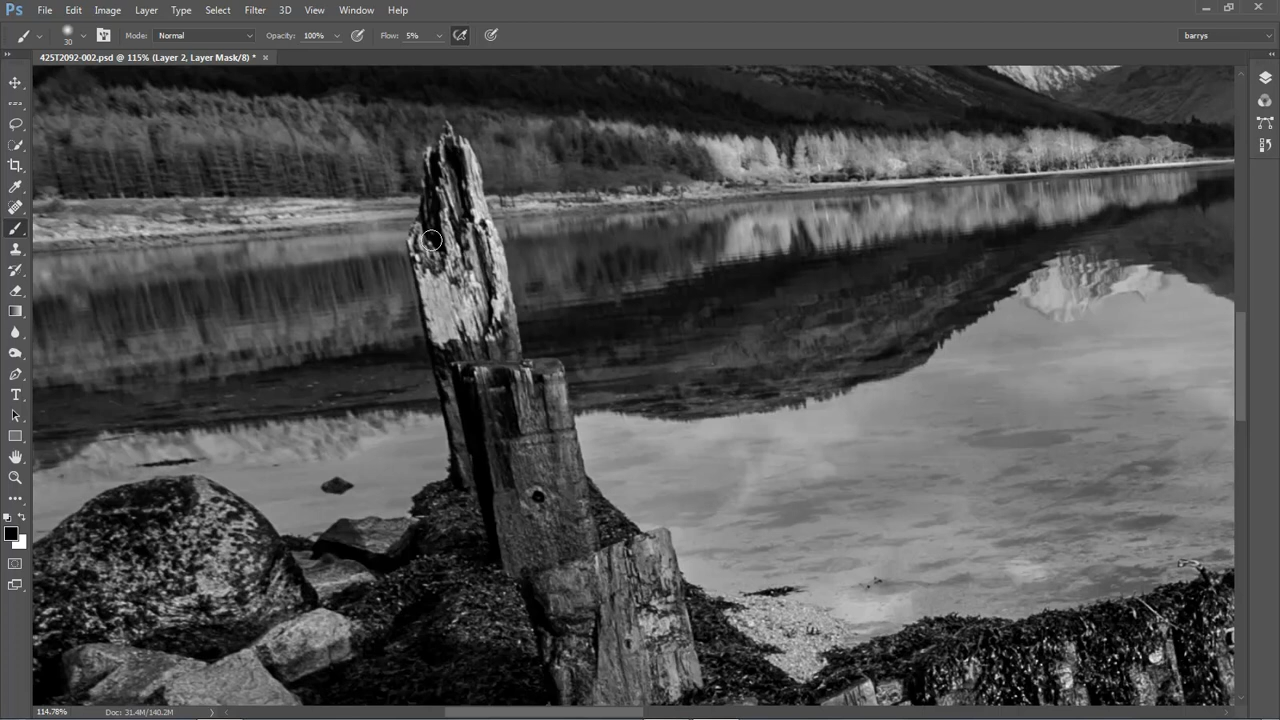 Ps File Edit Image Layer Type Select Filter 3D View Window Help
30 Mode: Normal Opacity: 100% Flow: 5% barrys
425T2092-002.psd @ 115% (Layer 2, Layer Mask/8) * ×
T
114.78% Doc: 31.4M/140.2M